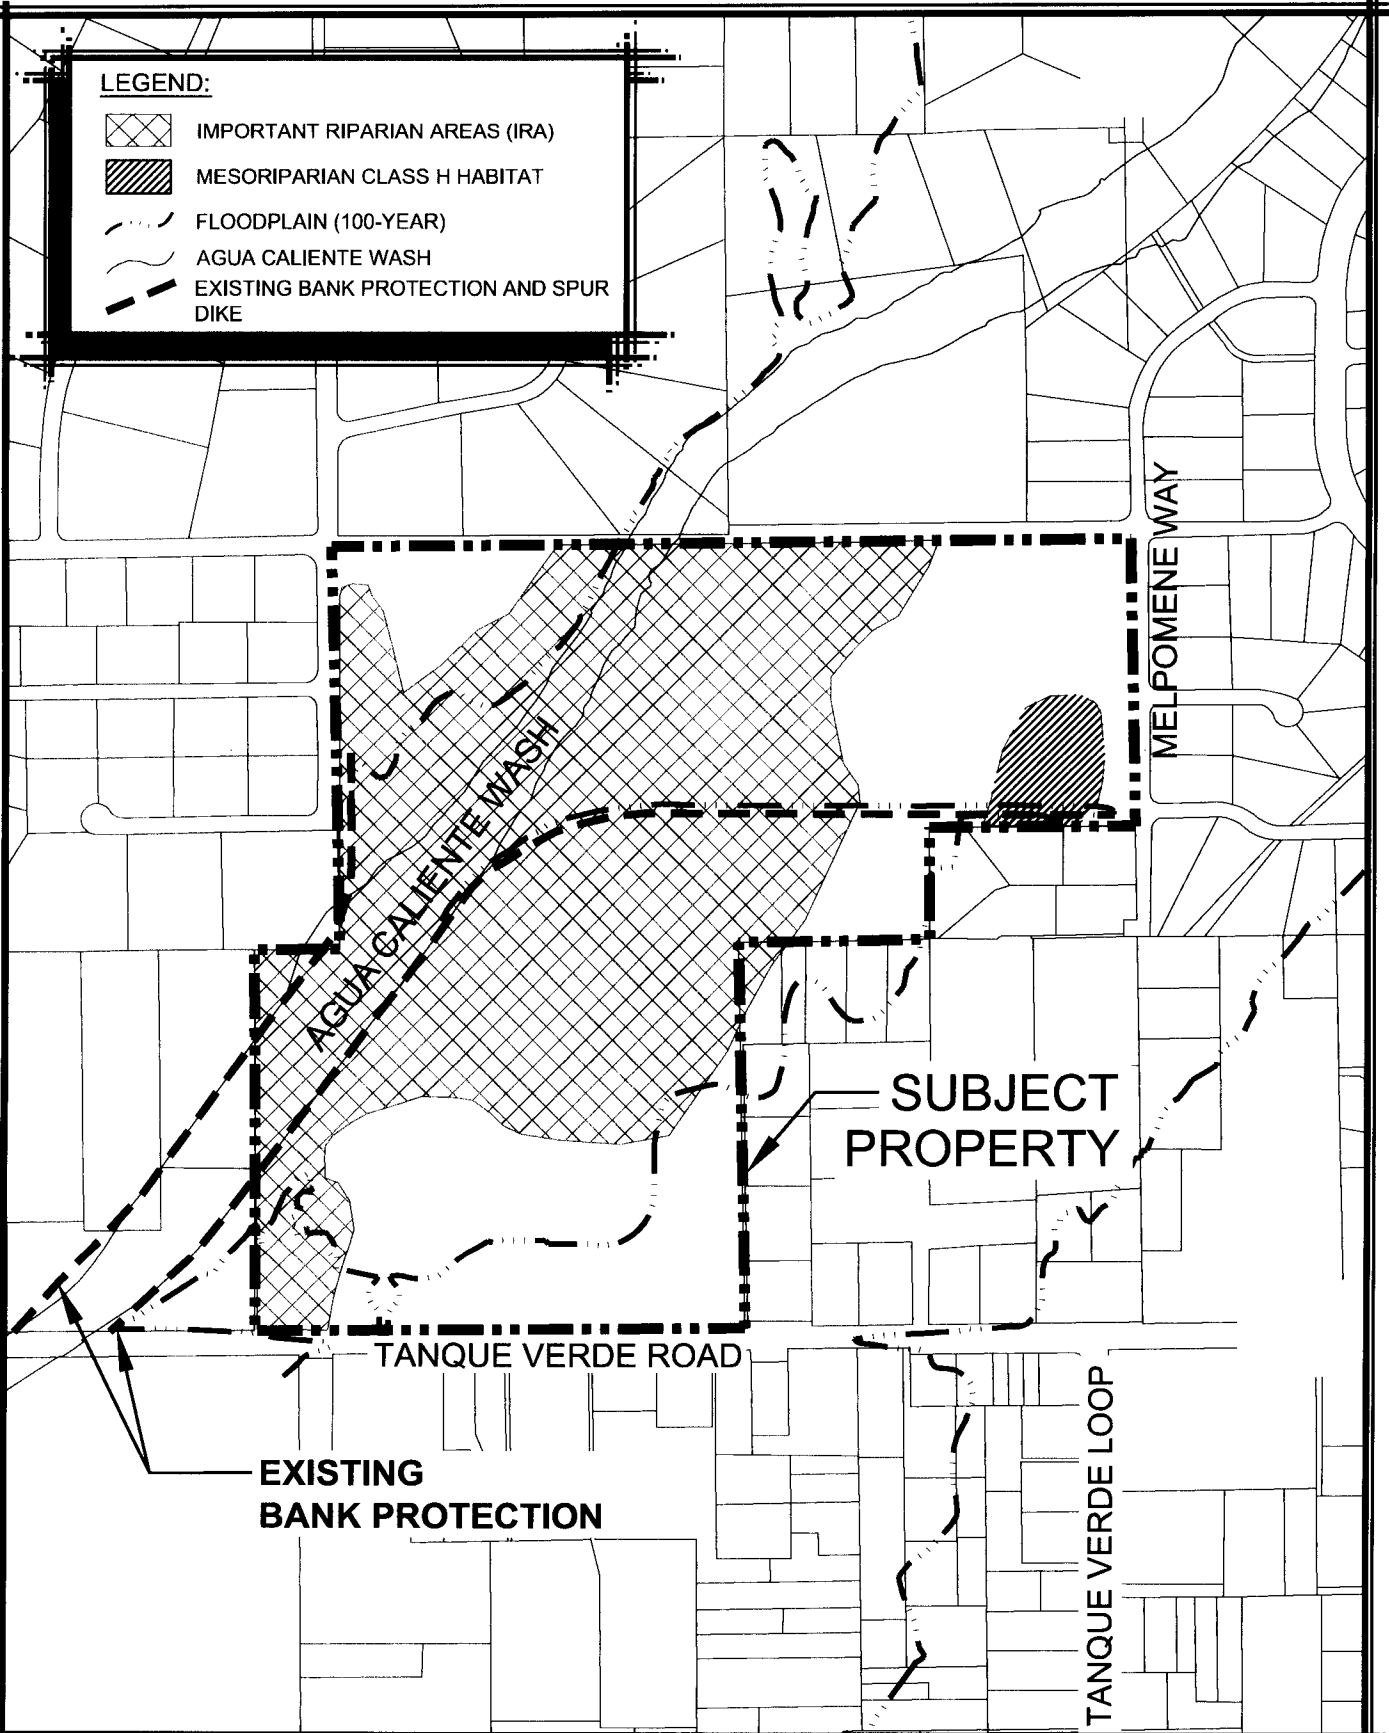 LEGEND:
IMPORTANT RIPARIAN AREAS (IRA)
MESORIPARIAN CLASS H HABITAT
FLOODPLAIN (100-YEAR)
AGUA CALIENTE WASH
EXISTING BANK PROTECTION AND SPUR
DIKE
MELPOMENE WAY
AGUA CALIENTE WASH
SUBJECT
PROPERTY
TANQUE VERDE ROAD
EXISTING
BANK PROTECTION
TANQUE VERDE LOOP